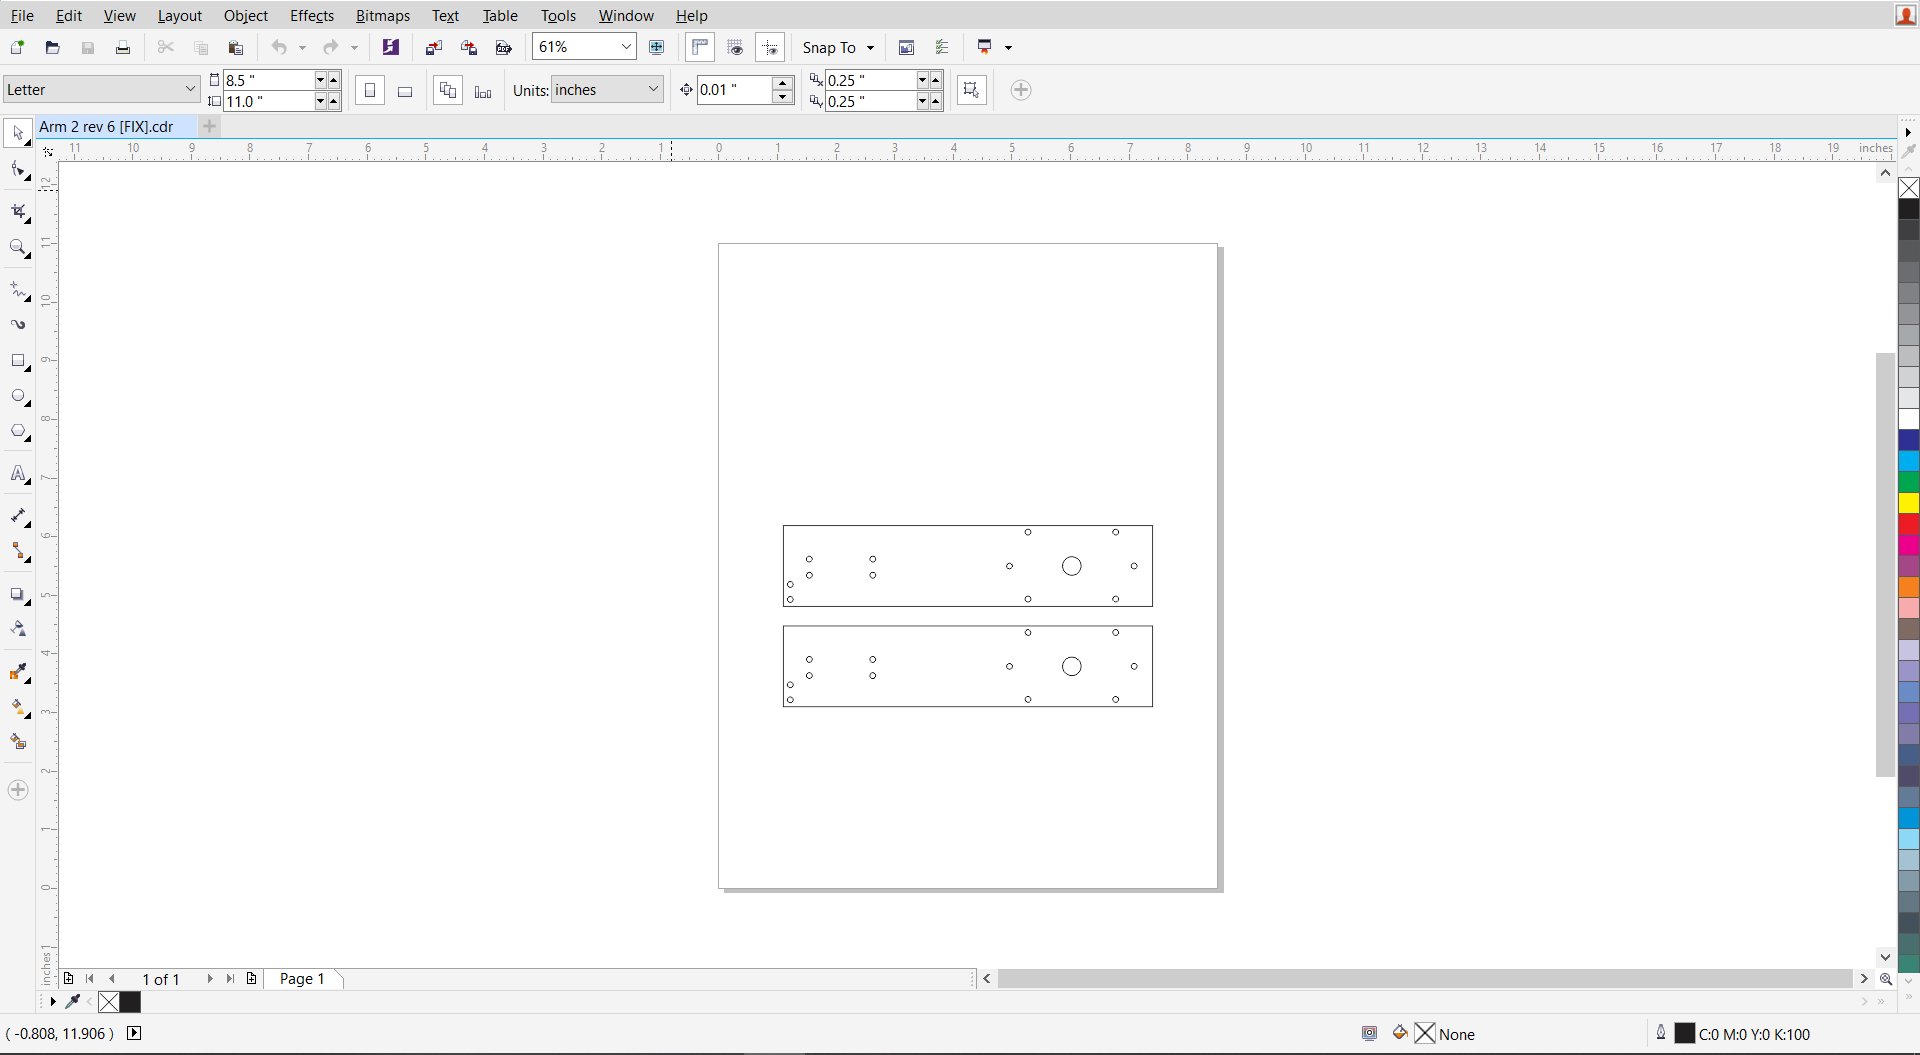 File Edit View Layout Object Effects Bitmaps Text Table Tools Window Help
61% Snap To
Letter 8.5 " 11.0 " Units: inches 0.01 " 0.25 " 0.25 "
Arm 2 rev 6 [FIX].cdr
11 10 9 8 7 6 5 4 3 2 1 0 1 2 3 4 5 6 7 8 9 10 11 12 13 14 15 16 17 18 19 inches
12
11
10
9
8
7
6
5
4
3
2
1
0
1
inches
1 of 1 Page 1
( -0.808, 11.906 ) None C:0 M:0 Y:0 K:100